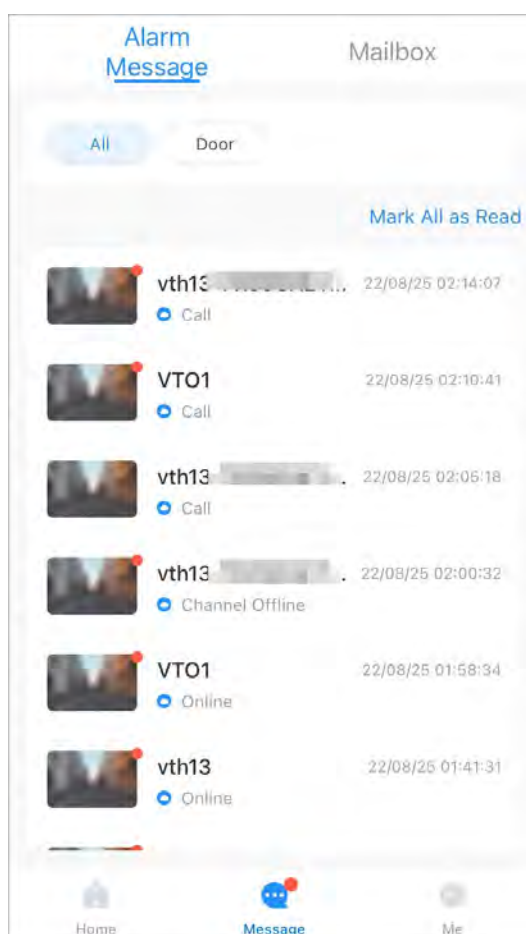 Alarm
Message
Mailbox
All
Door
Mark All as Read
vth13 ... 22/08/25 02:14:07
Call
VTO1 22/08/25 02:10:41
Call
vth13 . 22/08/25 02:05:18
Call
vth13 . 22/08/25 02:00:32
Channel Offline
VTO1 22/08/25 01:58:34
Online
vth13 22/08/25 01:41:31
Online
Home
Message
Me